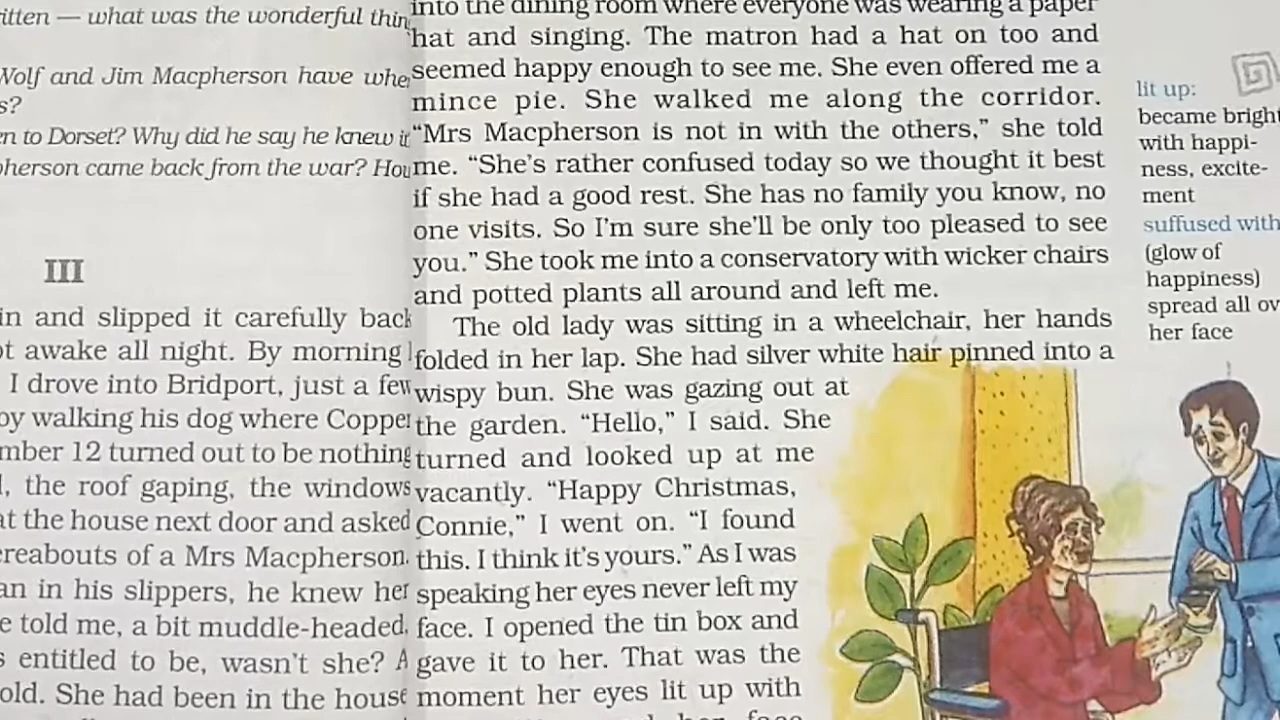 itten — what was the wonderful thin
Wolf and Jim Macpherson have whe
s?
en to Dorset? Why did he say he knew it
pherson came back from the war? How
III
in and slipped it carefully back
ot awake all night. By morning
I drove into Bridport, just a few
oy walking his dog where Copper
mber 12 turned out to be nothing
, the roof gaping, the windows
at the house next door and asked
ereabouts of a Mrs Macpherson.
an in his slippers, he knew her
e told me, a bit muddle-headed,
s entitled to be, wasn't she? A
old. She had been in the house
into the dining room where everyone was wearing a paper
hat and singing. The matron had a hat on too and
seemed happy enough to see me. She even offered me a
mince pie. She walked me along the corridor.
“Mrs Macpherson is not in with the others,” she told
me. “She's rather confused today so we thought it best
if she had a good rest. She has no family you know, no
one visits. So I'm sure she'll be only too pleased to see
you.” She took me into a conservatory with wicker chairs
and potted plants all around and left me.
The old lady was sitting in a wheelchair, her hands
folded in her lap. She had silver white hair pinned into a
wispy bun. She was gazing out at
the garden. “Hello,” I said. She
turned and looked up at me
vacantly. “Happy Christmas,
Connie,” I went on. “I found
this. I think it's yours.” As I was
speaking her eyes never left my
face. I opened the tin box and
gave it to her. That was the
moment her eyes lit up with
her face
lit up:
became bright
with happi-
ness, excite-
ment
suffused with
(glow of
happiness)
spread all ov
her face